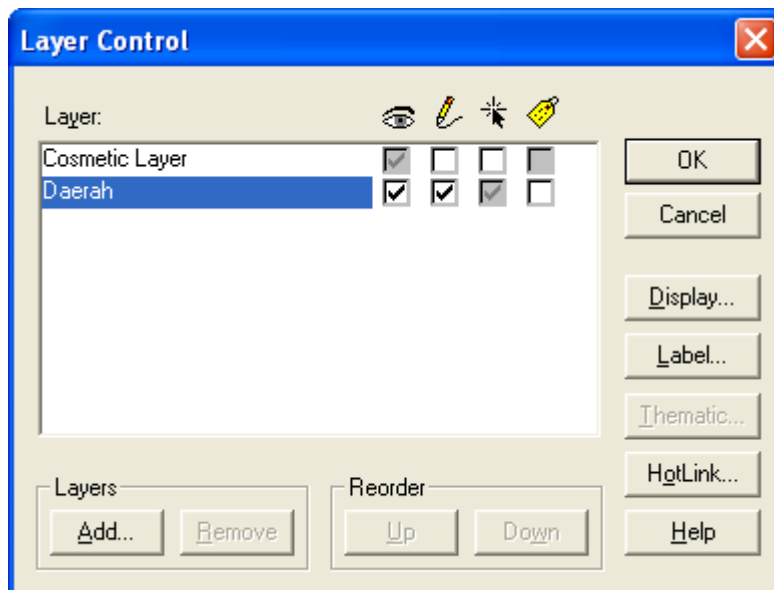 Layer Control
Layer:
Cosmetic Layer
Daerah
OK
Cancel
Display...
Label...
Thematic...
HotLink...
Help
Layers
Add...
Remove
Reorder
Up
Down